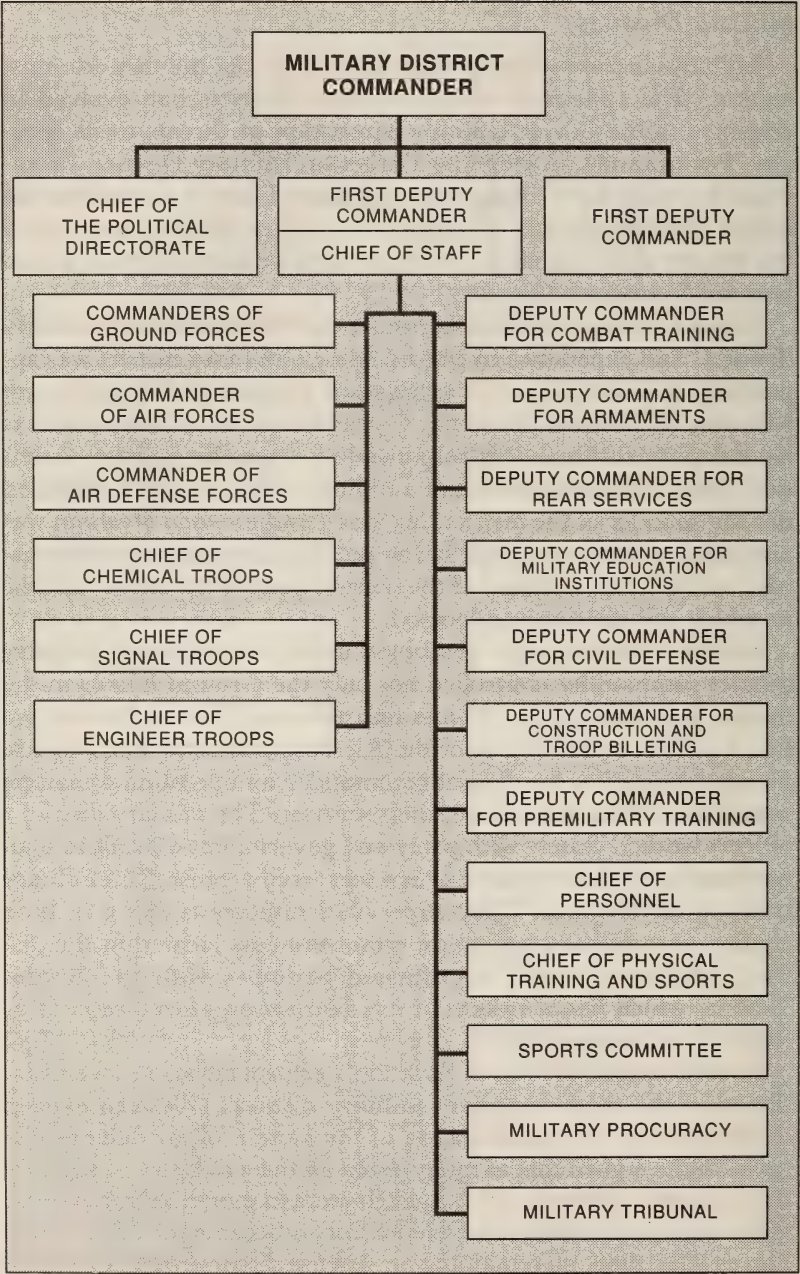 MILITARY DISTRICT
COMMANDER
CHIEF OF
THE POLITICAL
DIRECTORATE
FIRST DEPUTY
COMMANDER
CHIEF OF STAFF
FIRST DEPUTY
COMMANDER
COMMANDERS OF
GROUND FORCES
COMMANDER
OF AIR FORCES
COMMANDER OF
AIR DEFENSE FORCES
CHIEF OF
CHEMICAL TROOPS
CHIEF OF
SIGNAL TROOPS
CHIEF OF
ENGINEER TROOPS
DEPUTY COMMANDER
FOR COMBAT TRAINING
DEPUTY COMMANDER
FOR ARMAMENTS
DEPUTY COMMANDER FOR
REAR SERVICES
DEPUTY COMMANDER FOR
MILITARY EDUCATION
INSTITUTIONS
DEPUTY COMMANDER
FOR CIVIL DEFENSE
DEPUTY COMMANDER FOR
CONSTRUCTION AND
TROOP BILLETING
DEPUTY COMMANDER
FOR PREMILITARY TRAINING
CHIEF OF
PERSONNEL
CHIEF OF PHYSICAL
TRAINING AND SPORTS
SPORTS COMMITTEE
MILITARY PROCURACY
MILITARY TRIBUNAL